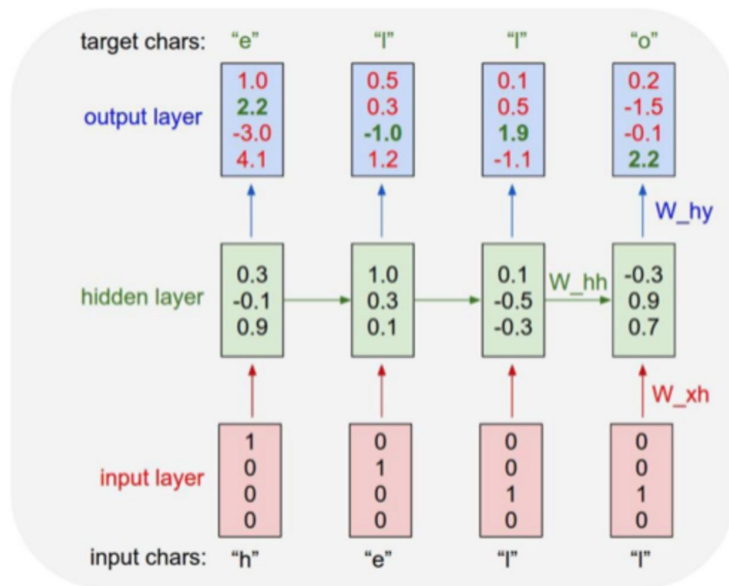 target chars: “e” “l” “l” “o”
1.0 0.5 0.1 0.2
2.2 0.3 0.5 -1.5
output layer
-3.0 -1.0 1.9 -0.1
4.1 1.2 -1.1 2.2
W_hy
0.3 1.0 0.1 W_hh -0.3
hidden layer -0.1 0.3 -0.5 0.9
0.9 0.1 -0.3 0.7
W_xh
1 0 0 0
0 1 0 0
input layer
0 0 1 1
0 0 0 0
input chars: “h” “e” “l” “l”